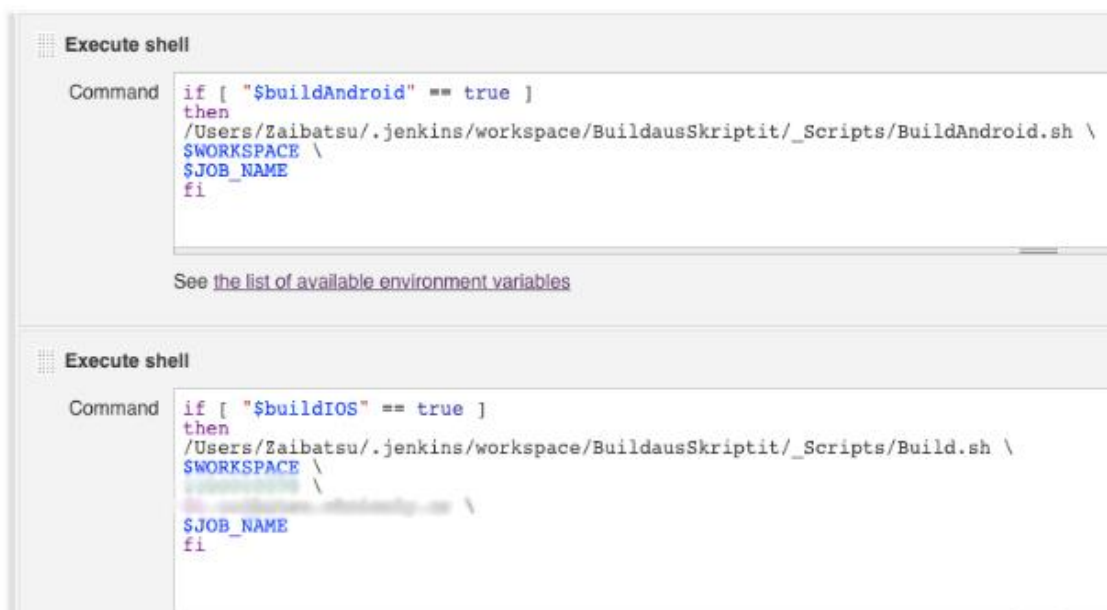 Execute shell
Command
if [ "$buildAndroid" == true ]
then
/Users/Zaibatsu/.jenkins/workspace/BuildausSkriptit/_Scripts/BuildAndroid.sh \
$WORKSPACE \
$JOB_NAME
fi
See the list of available environment variables
Execute shell
Command
if [ "$buildIOS" == true ]
then
/Users/Zaibatsu/.jenkins/workspace/BuildausSkriptit/_Scripts/Build.sh \
$WORKSPACE \
\
\
$JOB_NAME
fi